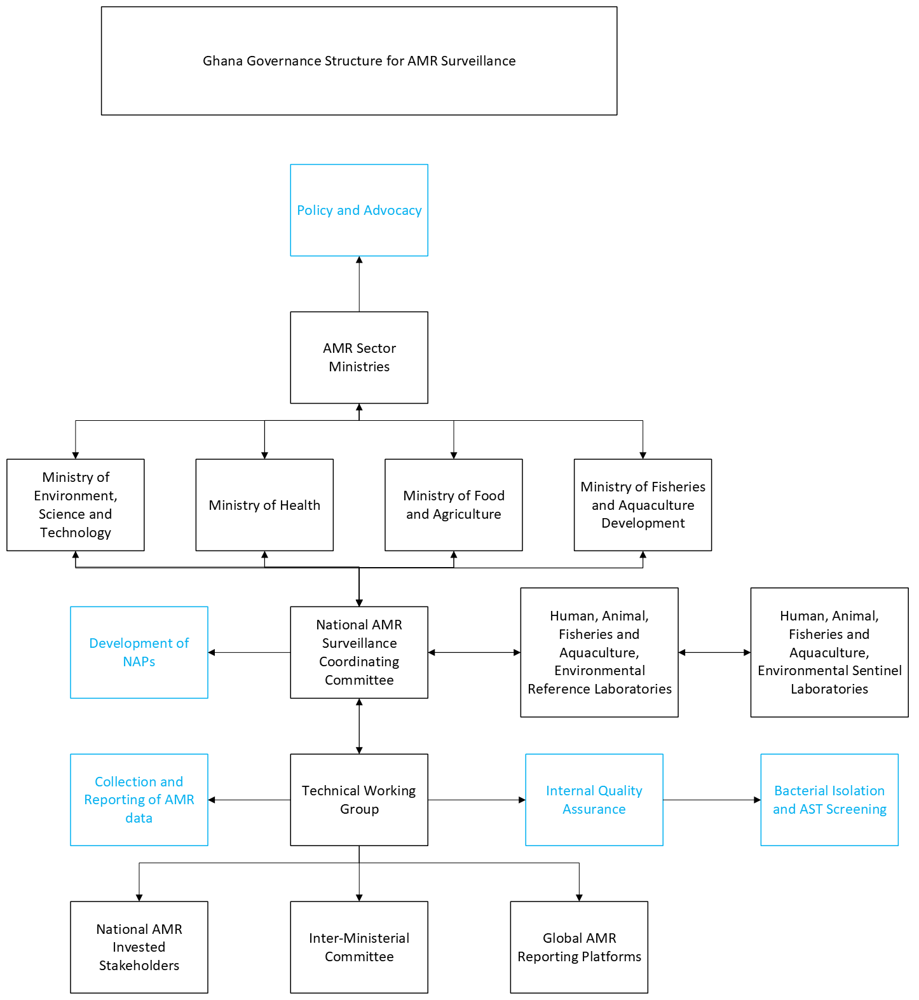 Ghana Governance Structure for AMR Surveillance
Policy and Advocacy
AMR Sector
Ministries
Ministry of
Environment,
Science and
Technology
Ministry of Health
Ministry of Food
and Agriculture
Ministry of Fisheries
and Aquaculture
Development
Development of
NAPs
National AMR
Surveillance
Coordinating
Committee
Human, Animal,
Fisheries and
Aquaculture,
Environmental
Reference Laboratories
Human, Animal,
Fisheries and
Aquaculture,
Environmental Sentinel
Laboratories
Collection and
Reporting of AMR
data
Technical Working
Group
Internal Quality
Assurance
Bacterial Isolation
and AST Screening
National AMR
Invested
Stakeholders
Inter-Ministerial
Committee
Global AMR
Reporting Platforms